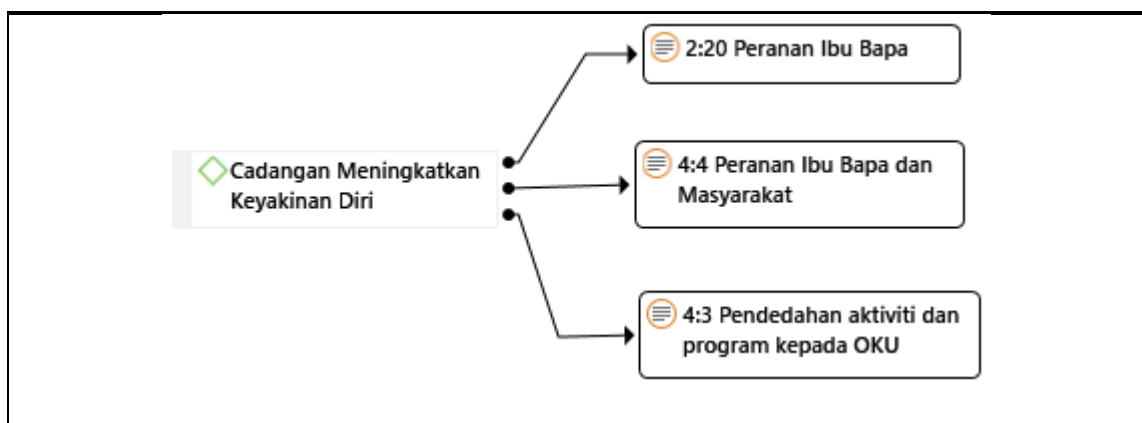 2:20 Peranan Ibu Bapa
Cadangan Meningkatkan
Keyakinan Diri
4:4 Peranan Ibu Bapa dan
Masyarakat
4:3 Pendedahan aktiviti dan
program kepada OKU